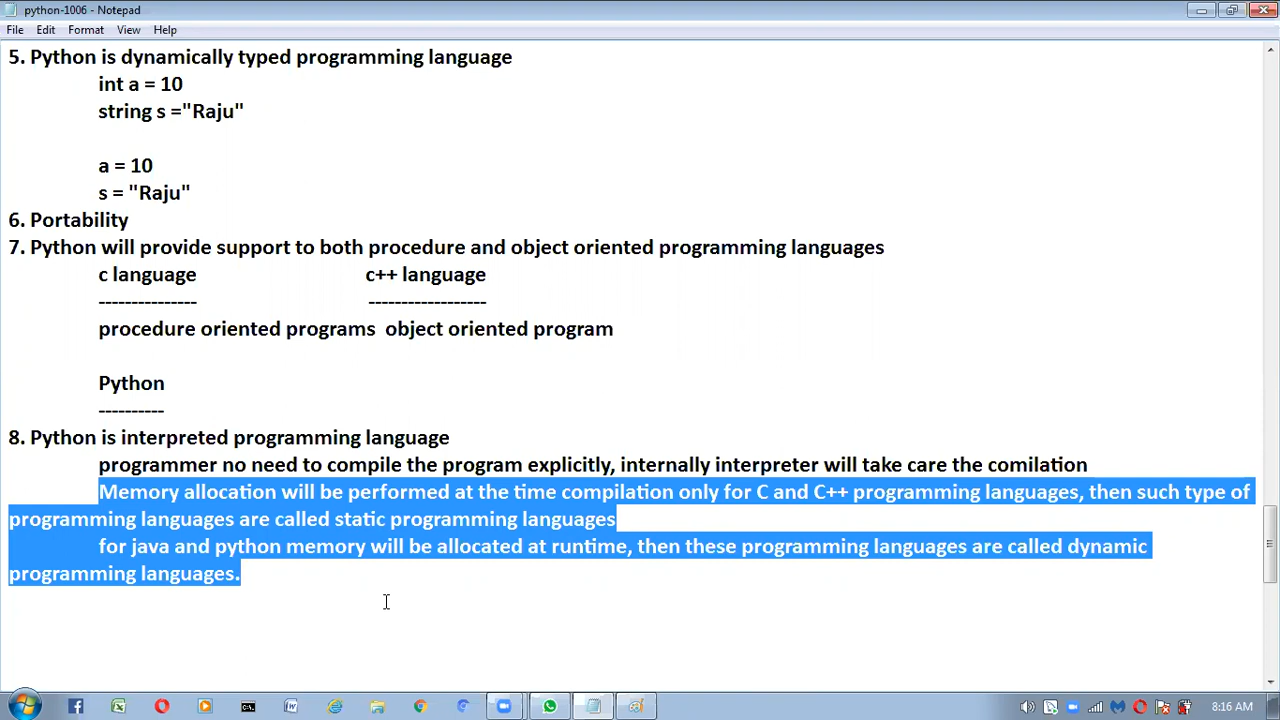 python-1006 - Notepad
File Edit Format View Help
5. Python is dynamically typed programming language
int a = 10
string s ="Raju"
a = 10
s = "Raju"
6. Portability
7. Python will provide support to both procedure and object oriented programming languages
c language c++ language
--------------- ------------------
procedure oriented programs object oriented program
Python
----------
8. Python is interpreted programming language
programmer no need to compile the program explicitly, internally interpreter will take care the comilation
Memory allocation will be performed at the time compilation only for C and C++ programming languages, then such type of
programming languages are called static programming languages
for java and python memory will be allocated at runtime, then these programming languages are called dynamic
programming languages.
8:16 AM